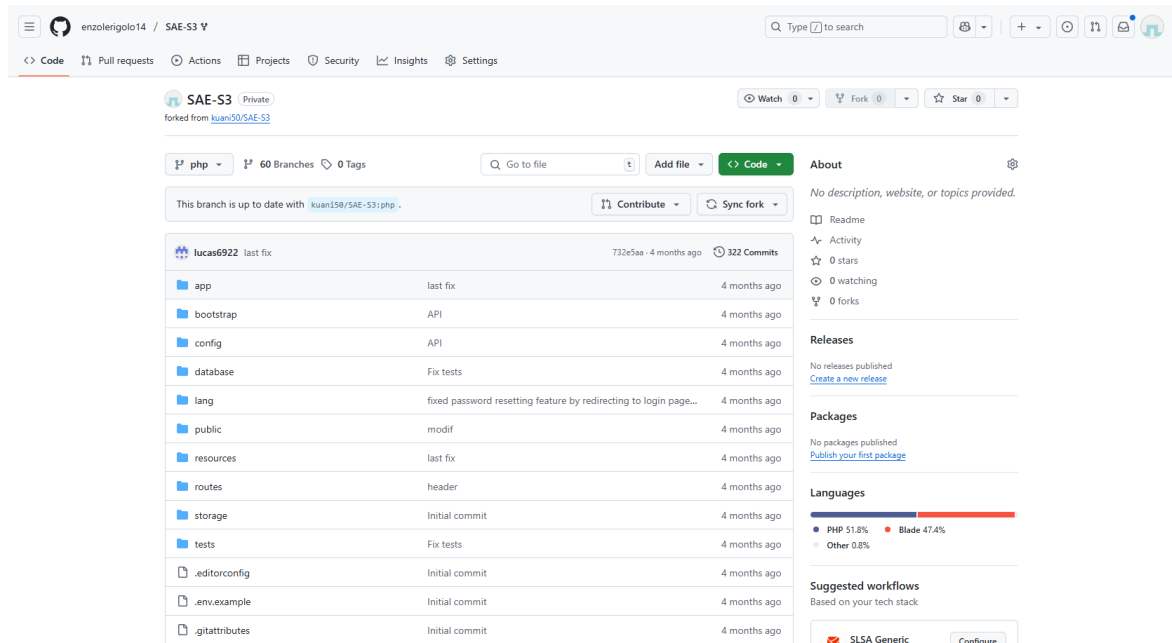 enzolerigolo14 / SAE-S3
Type / to search
Code Pull requests Actions Projects Security Insights Settings
SAE-S3 Private
Watch 0 Fork 0 Star 0
forked from kuani50/SAE-S3
php 60 Branches 0 Tags Go to file t Add file Code
This branch is up to date with kuani50/SAE-S3:php . Contribute Sync fork
lucas6922 last fix 732e5aa · 4 months ago 322 Commits
app last fix 4 months ago
bootstrap API 4 months ago
config API 4 months ago
database Fix tests 4 months ago
lang fixed password resetting feature by redirecting to login page... 4 months ago
public modif 4 months ago
resources last fix 4 months ago
routes header 4 months ago
storage Initial commit 4 months ago
tests Fix tests 4 months ago
.editorconfig Initial commit 4 months ago
.env.example Initial commit 4 months ago
.gitattributes Initial commit 4 months ago
About
No description, website, or topics provided.
Readme
Activity
0 stars
0 watching
0 forks
Releases
No releases published
Create a new release
Packages
No packages published
Publish your first package
Languages
PHP 51.8% Blade 47.4%
Other 0.8%
Suggested workflows
Based on your tech stack
SLSA Generic Configure